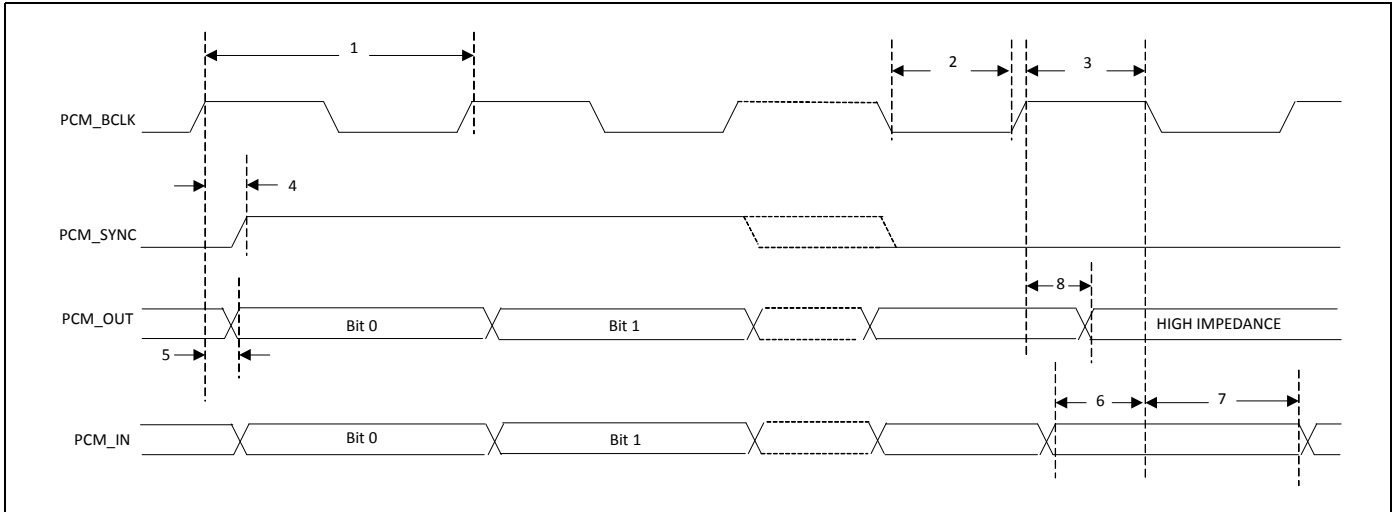 1
2
3
PCM_BCLK
4
PCM_SYNC
8
PCM_OUT
Bit 0
Bit 1
HIGH IMPEDANCE
5
6
7
PCM_IN
Bit 0
Bit 1